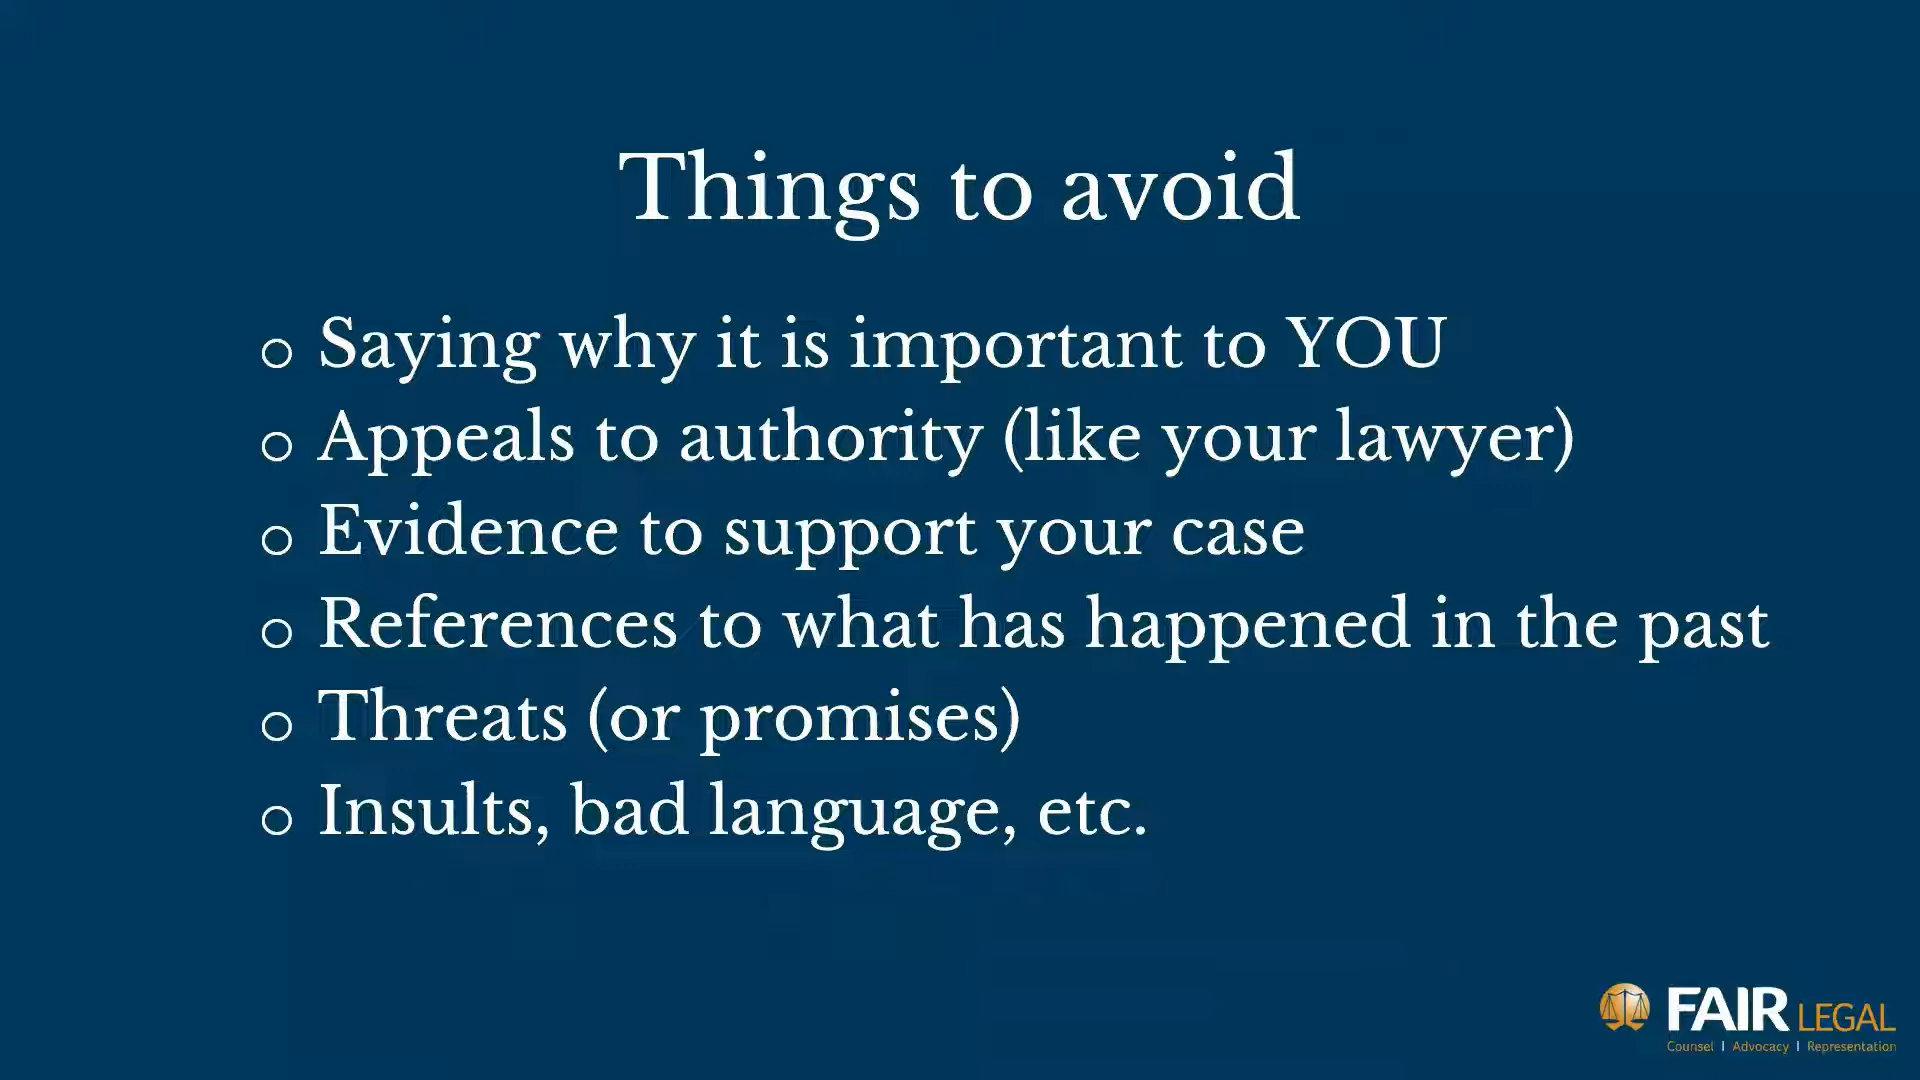 Things to avoid
o Saying why it is important to YOU
o Appeals to authority (like your lawyer)
o Evidence to support your case
o References to what has happened in the past
o Threats (or promises)
o Insults, bad language, etc.
FAIR LEGAL
Counsel | Advocacy | Representation